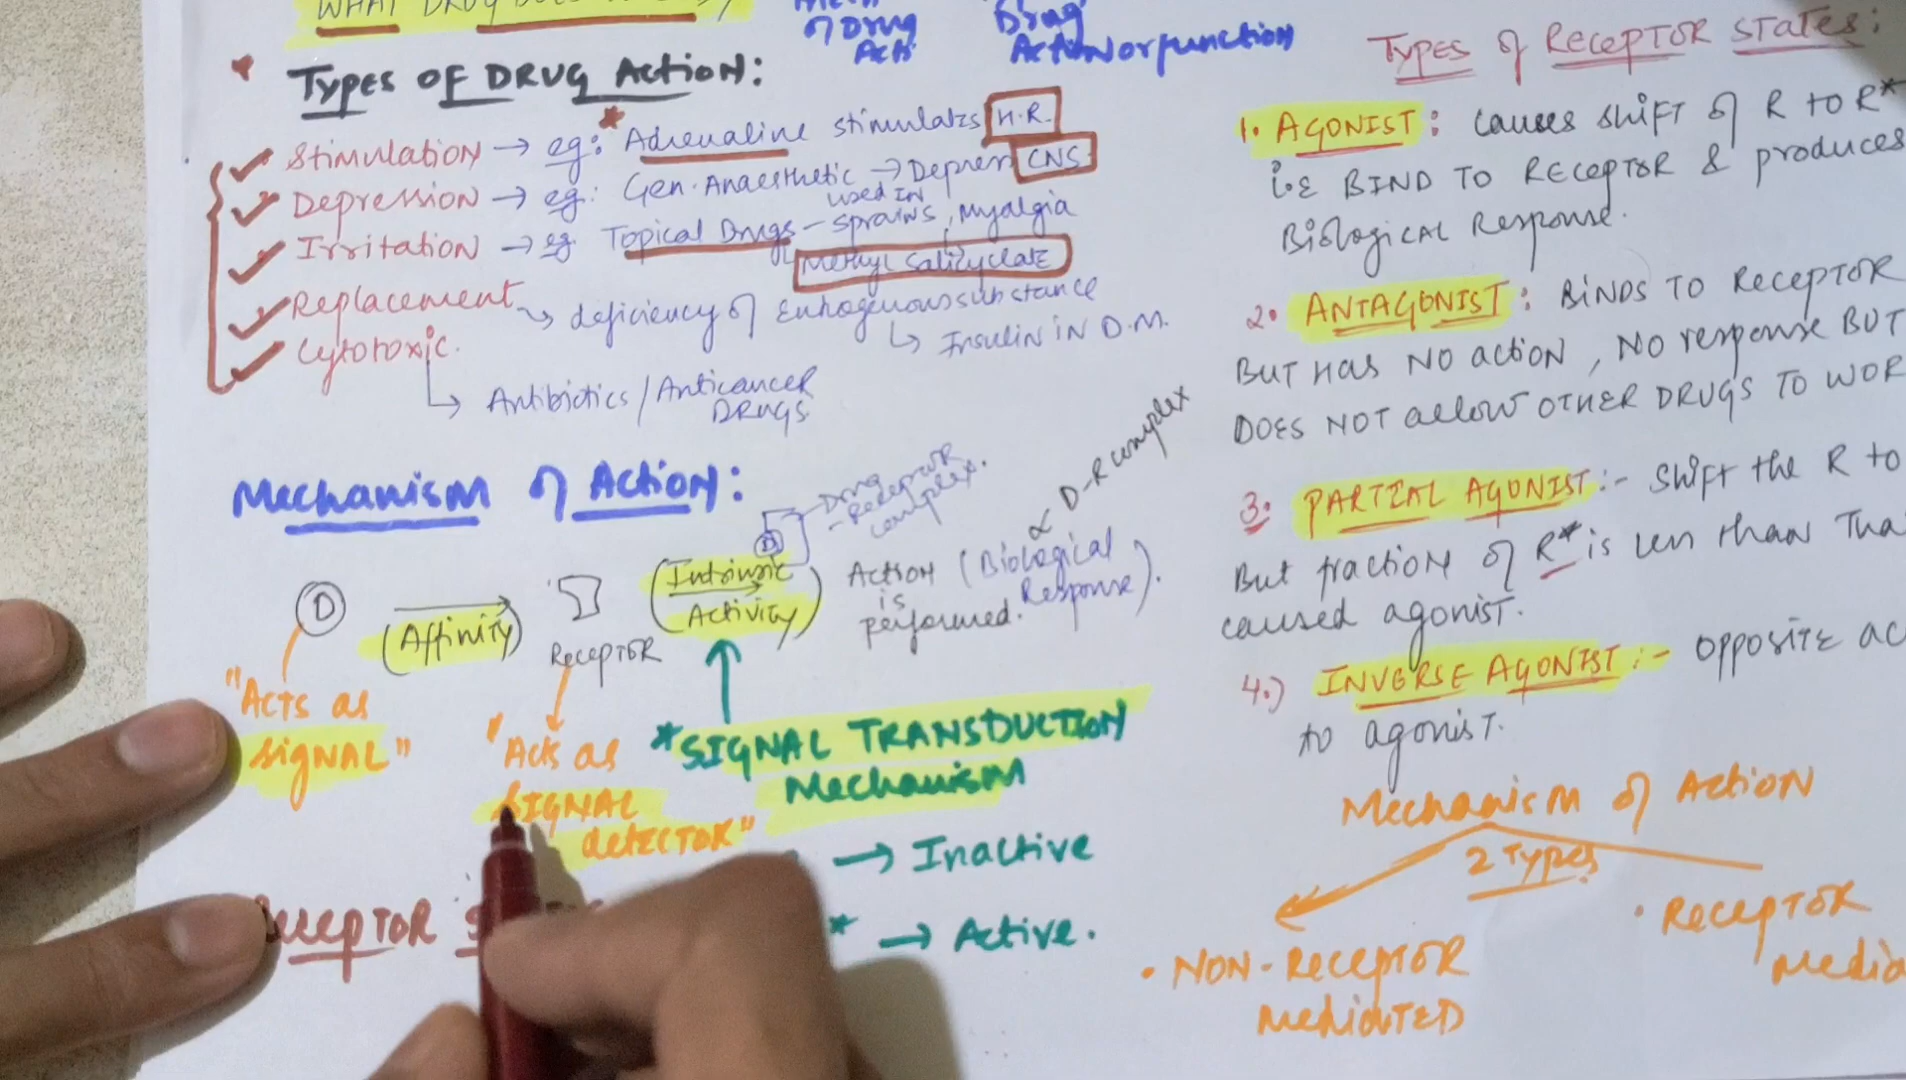 WHAT DRUG
of Drug
Acts
Drug
Action or function
TYPES OF DRUG ACTION:
Stimulation → eg: Adrenaline stimulates H.R.
Depression → eg: Gen. Anaesthetic → Depress CNS
Irritation → eg Topical Drugs - used in sprains, Myalgia
Methyl Salicyclate
Replacement → deficiency of Enhogenous substance
↳ Insulin in D.M.
Cytotoxic.
↳ Antibiotics / Anticancer
DRUGS
Mechanism of Action:
Drug
-Receptor
complex.
∝ D-R complex
D
(Affinity)
Receptor
(Intrinsic
Activity)
D
Action (Biological
is Response).
performed.
"Acts as
signal"
"Acts as
SIGNAL
detector"
*SIGNAL TRANSDUCTION
Mechanism
Receptor
→ Inactive
* → Active.
Types of Receptor States:
1. AGONIST: causes shift of R to R*
i.e BIND TO RECEPTOR & produces
Biological Response.
2. ANTAGONIST: BINDS TO Receptor
BUT HAS NO action, No response BUT
DOES NOT allow OTHER DRUGS TO WOR
3. PARTIAL AGONIST:- Shift the R to
But fraction of R* is less than Tha
caused agonist.
4.) INVERSE AGONIST:- opposite ac
to agonist.
Mechanism of Action
2 Types
• NON-Receptor
MediATED
• Receptor
media